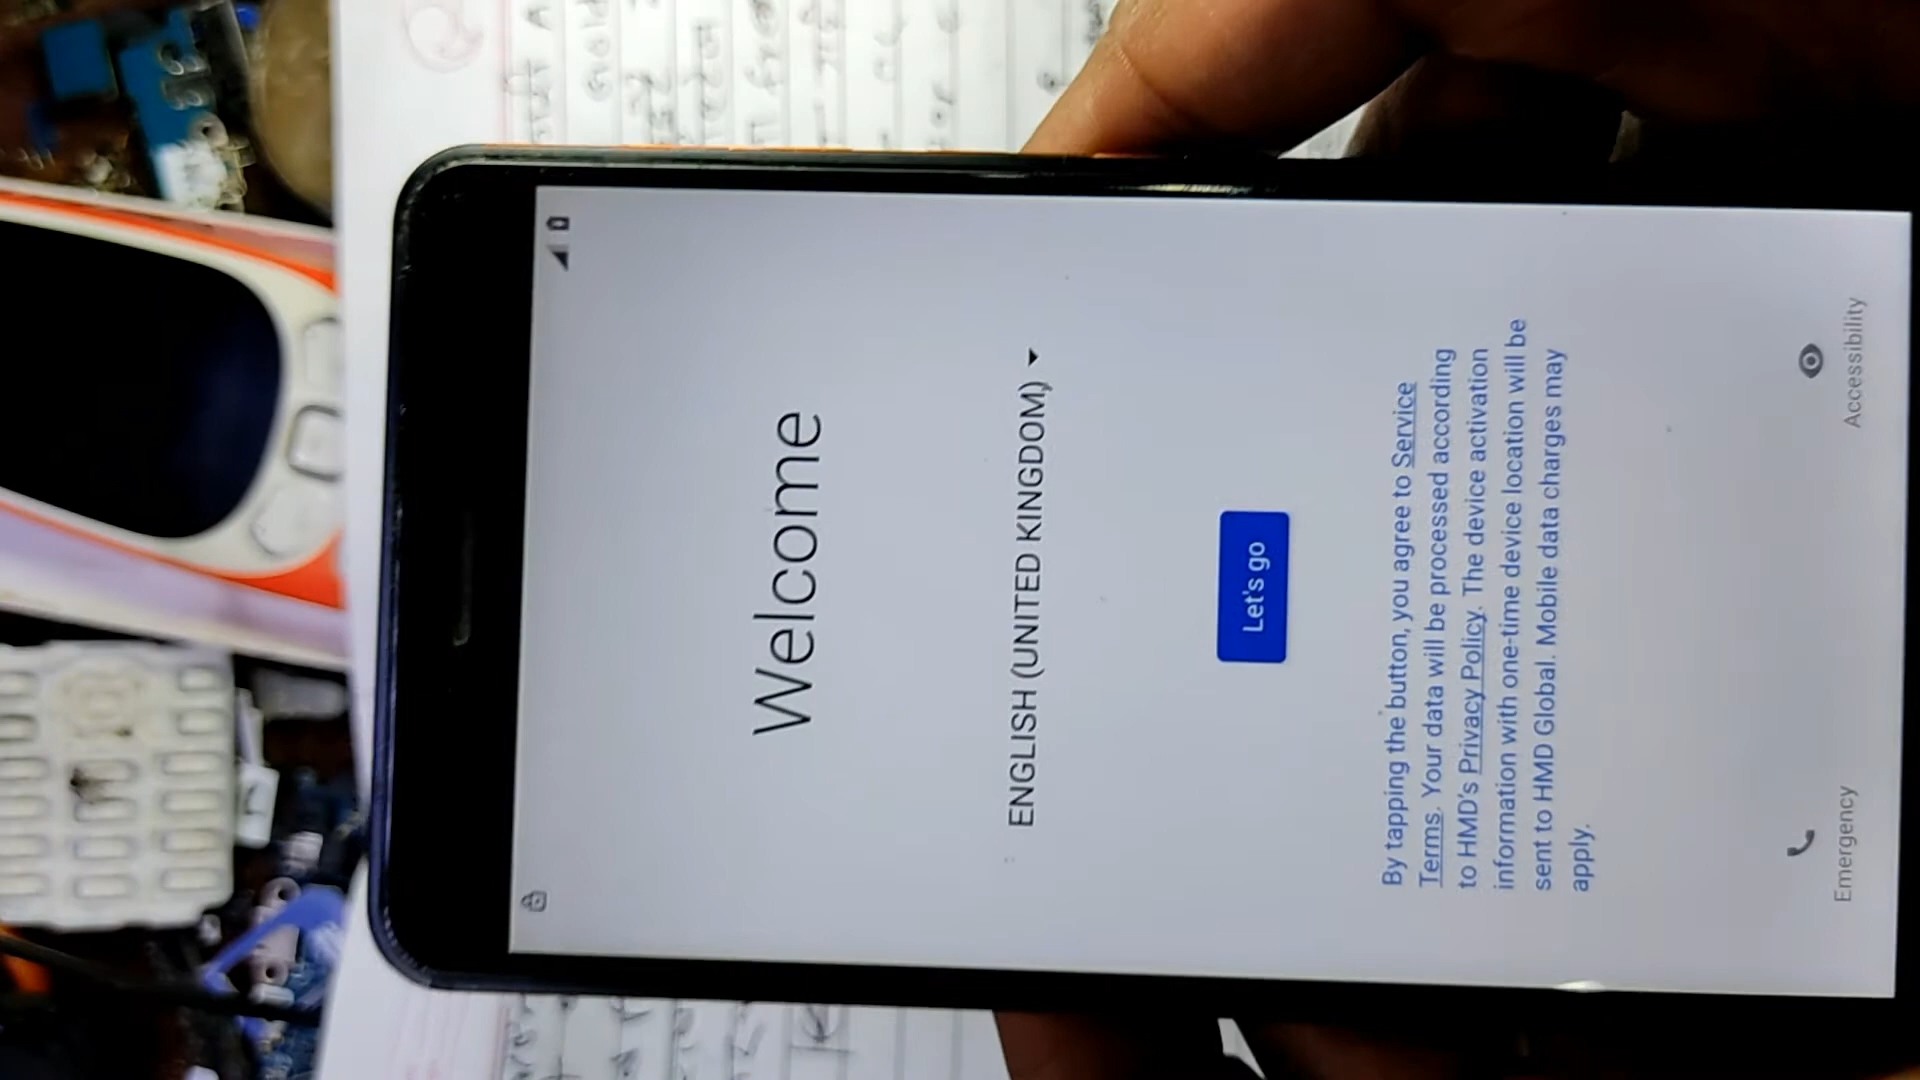 Welcome
ENGLISH (UNITED KINGDOM)
Let's go
By tapping the button, you agree to Service
Terms. Your data will be processed according
to HMD's Privacy Policy. The device activation
information with one-time device location will be
sent to HMD Global. Mobile data charges may
apply.
Emergency
Accessibility